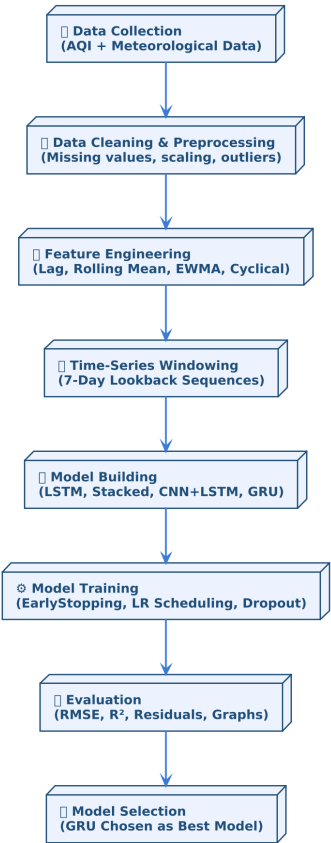 Data Collection
(AQI + Meteorological Data)
Data Cleaning & Preprocessing
(Missing values, scaling, outliers)
Feature Engineering
(Lag, Rolling Mean, EWMA, Cyclical)
Time-Series Windowing
(7-Day Lookback Sequences)
Model Building
(LSTM, Stacked, CNN+LSTM, GRU)
⚙ Model Training
(EarlyStopping, LR Scheduling, Dropout)
Evaluation
(RMSE, R², Residuals, Graphs)
Model Selection
(GRU Chosen as Best Model)